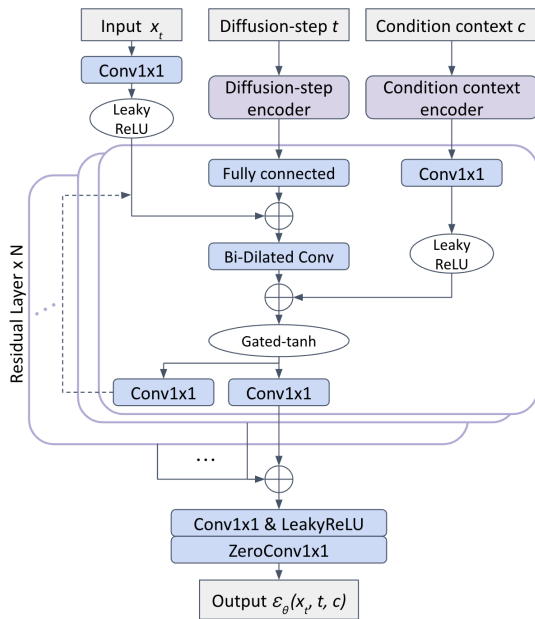 Input x_t
Diffusion-step t
Condition context c
Conv1x1
Diffusion-step
encoder
Condition context
encoder
Leaky
ReLU
Fully connected
Conv1x1
Bi-Dilated Conv
Leaky
ReLU
Residual Layer x N
...
Gated-tanh
Conv1x1
Conv1x1
...
Conv1x1 & LeakyReLU
ZeroConv1x1
Output ε_θ(x_t, t, c)